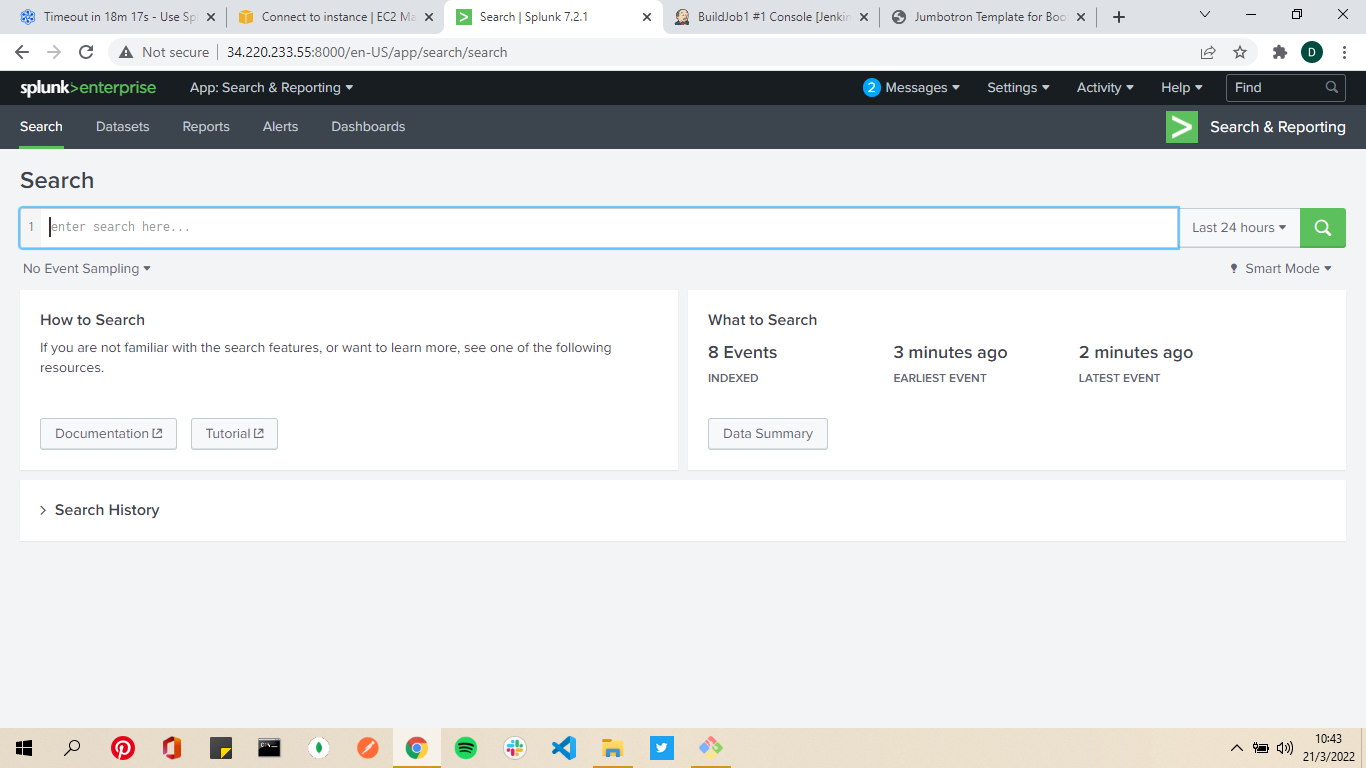 Timeout in 18m 17s - Use Sp
Connect to instance | EC2 Ma
Search | Splunk 7.2.1
BuildJob1 #1 Console [Jenkin
Jumbotron Template for Boo
Not secure
34.220.233.55:8000/en-US/app/search/search
D
splunk>enterprise
App: Search & Reporting
2 Messages
Settings
Activity
Help
Find
Search
Datasets
Reports
Alerts
Dashboards
Search & Reporting
Search
1
enter search here...
Last 24 hours
No Event Sampling
Smart Mode
How to Search
If you are not familiar with the search features, or want to learn more, see one of the following
resources.
Documentation
Tutorial
What to Search
8 Events
INDEXED
3 minutes ago
EARLIEST EVENT
2 minutes ago
LATEST EVENT
Data Summary
Search History
10:43
21/3/2022